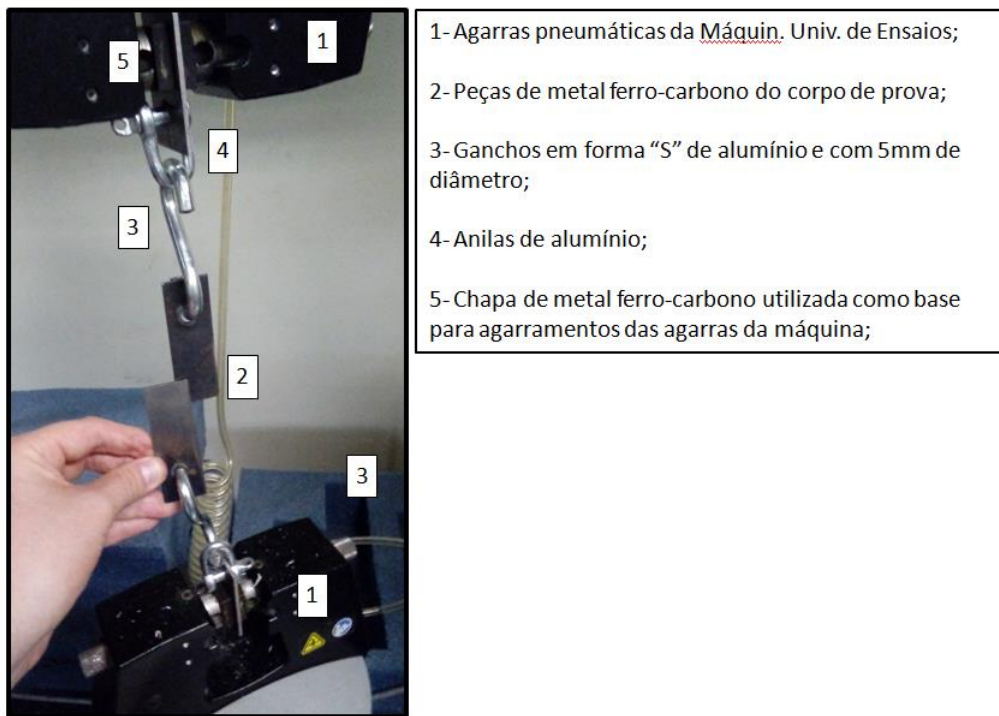 1
5
4
3
2
3
1
1- Agarras pneumáticas da Máquin. Univ. de Ensaios;
2- Peças de metal ferro-carbono do corpo de prova;
3- Ganchos em forma “S” de alumínio e com 5mm de
diâmetro;
4- Anilas de alumínio;
5- Chapa de metal ferro-carbono utilizada como base
para agarramentos das agarras da máquina;